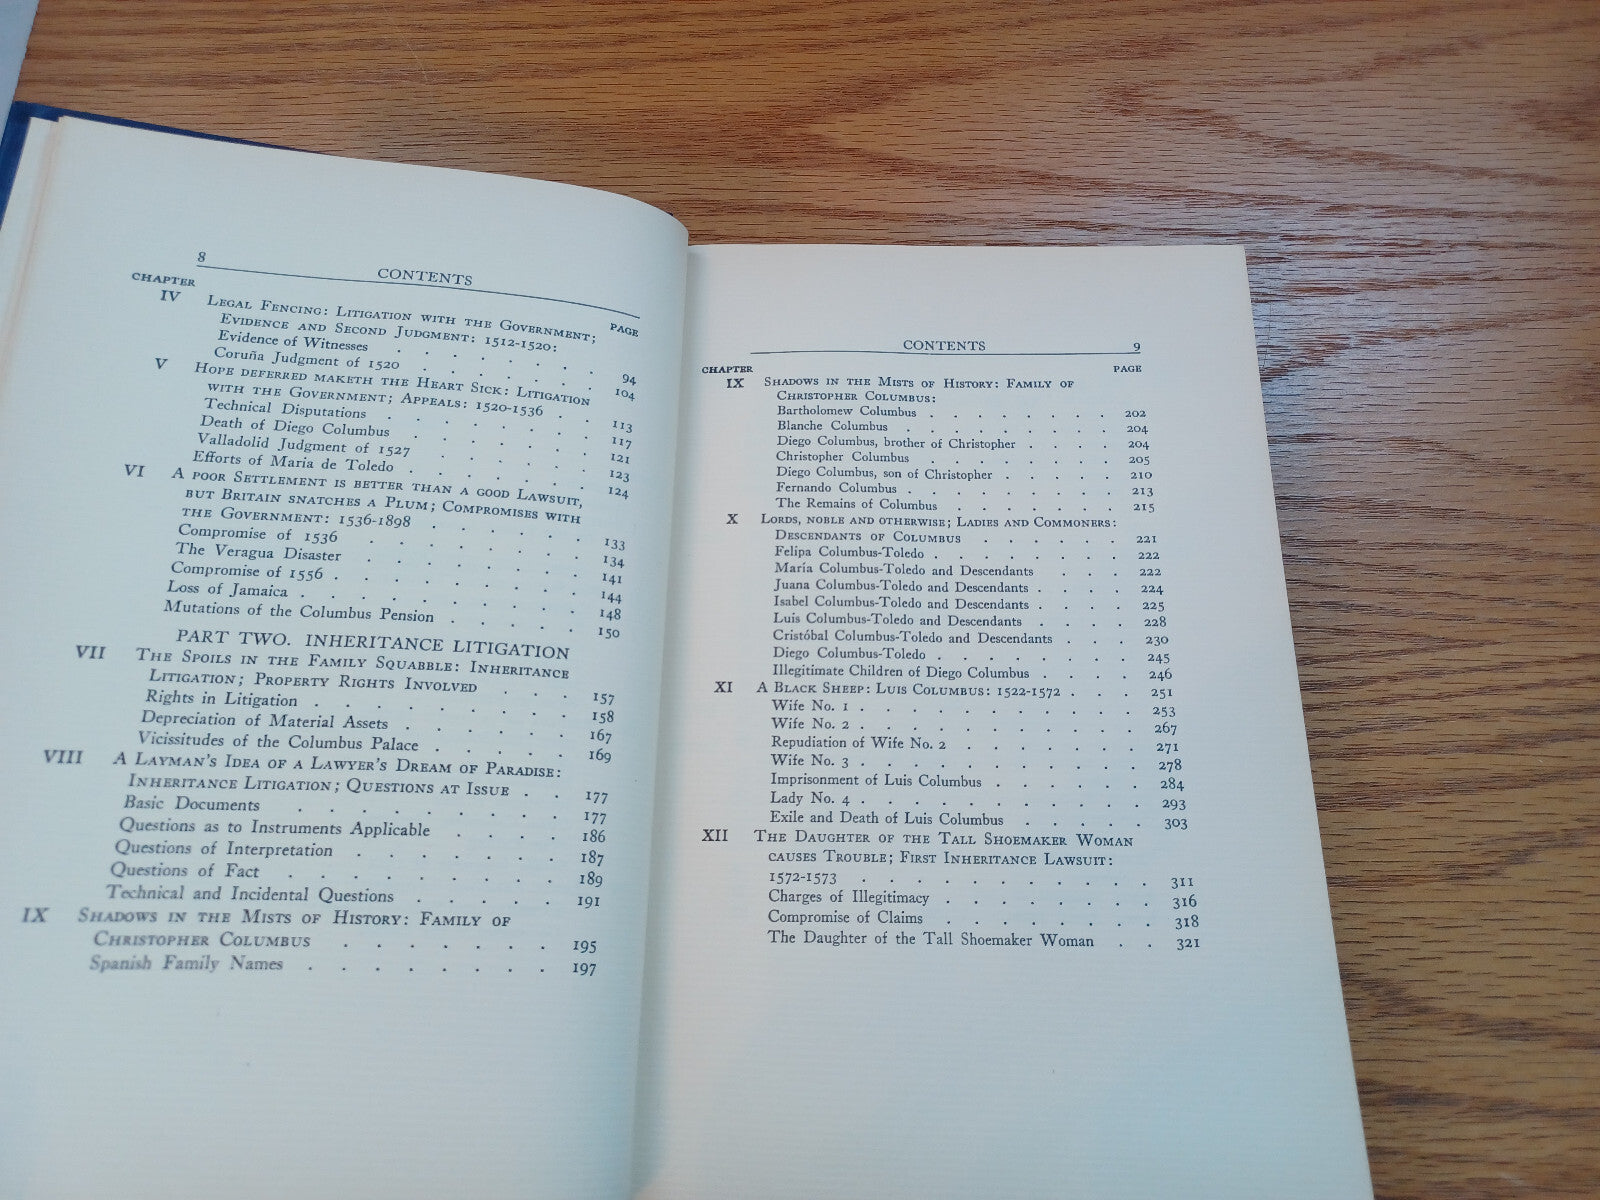 8 CONTENTS
CHAPTER PAGE
IV LEGAL FENCING: LITIGATION WITH THE GOVERNMENT;
EVIDENCE AND SECOND JUDGMENT: 1512-1520:
Evidence of Witnesses . . . . . . . 94
Coruña Judgment of 1520 . . . . . . 104
V HOPE DEFERRED MAKETH THE HEART SICK: LITIGATION
WITH THE GOVERNMENT; APPEALS: 1520-1536 . . 113
Technical Disputations . . . . . . . 117
Death of Diego Columbus . . . . . . 121
Valladolid Judgment of 1527 . . . . . . 123
Efforts of María de Toledo . . . . . . 124
VI A POOR SETTLEMENT IS BETTER THAN A GOOD LAWSUIT,
BUT BRITAIN SNATCHES A PLUM; COMPROMISES WITH
THE GOVERNMENT: 1536-1898 . . . . . 133
Compromise of 1536 . . . . . . . 134
The Veragua Disaster . . . . . . . 141
Compromise of 1556 . . . . . . . . 144
Loss of Jamaica . . . . . . . . . 148
Mutations of the Columbus Pension . . . . 150
PART TWO. INHERITANCE LITIGATION
VII THE SPOILS IN THE FAMILY SQUABBLE: INHERITANCE
LITIGATION; PROPERTY RIGHTS INVOLVED . . . 157
Rights in Litigation . . . . . . . . 158
Depreciation of Material Assets . . . . . 167
Vicissitudes of the Columbus Palace . . . . 169
VIII A LAYMAN'S IDEA OF A LAWYER'S DREAM OF PARADISE:
INHERITANCE LITIGATION; QUESTIONS AT ISSUE . . 177
Basic Documents . . . . . . . . 177
Questions as to Instruments Applicable . . . . 186
Questions of Interpretation . . . . . . 187
Questions of Fact . . . . . . . . 189
Technical and Incidental Questions . . . . . 191
IX SHADOWS IN THE MISTS OF HISTORY: FAMILY OF
CHRISTOPHER COLUMBUS . . . . . . . 195
Spanish Family Names . . . . . . . . 197
CONTENTS 9
CHAPTER PAGE
IX SHADOWS IN THE MISTS OF HISTORY: FAMILY OF
CHRISTOPHER COLUMBUS:
Bartholomew Columbus . . . . . . . . 202
Blanche Columbus . . . . . . . . . 204
Diego Columbus, brother of Christopher . . . . 204
Christopher Columbus . . . . . . . . 205
Diego Columbus, son of Christopher . . . . . 210
Fernando Columbus . . . . . . . . . 213
The Remains of Columbus . . . . . . . 215
X LORDS, NOBLE AND OTHERWISE; LADIES AND COMMONERS:
DESCENDANTS OF COLUMBUS . . . . . . 221
Felipa Columbus-Toledo . . . . . . . . 222
María Columbus-Toledo and Descendants . . . 222
Juana Columbus-Toledo and Descendants . . . . 224
Isabel Columbus-Toledo and Descendants . . . . 225
Luis Columbus-Toledo and Descendants . . . . 228
Cristóbal Columbus-Toledo and Descendants . . . 230
Diego Columbus-Toledo . . . . . . . . 245
Illegitimate Children of Diego Columbus . . . . 246
XI A BLACK SHEEP: LUIS COLUMBUS: 1522-1572 . . . 251
Wife No. 1 . . . . . . . . . . . 253
Wife No. 2 . . . . . . . . . . . 267
Repudiation of Wife No. 2 . . . . . . . 271
Wife No. 3 . . . . . . . . . . . 278
Imprisonment of Luis Columbus . . . . . . 284
Lady No. 4 . . . . . . . . . . . 293
Exile and Death of Luis Columbus . . . . . 303
XII THE DAUGHTER OF THE TALL SHOEMAKER WOMAN
CAUSES TROUBLE; FIRST INHERITANCE LAWSUIT:
1572-1573 . . . . . . . . . . . 311
Charges of Illegitimacy . . . . . . . . 316
Compromise of Claims . . . . . . . . 318
The Daughter of the Tall Shoemaker Woman . . 321